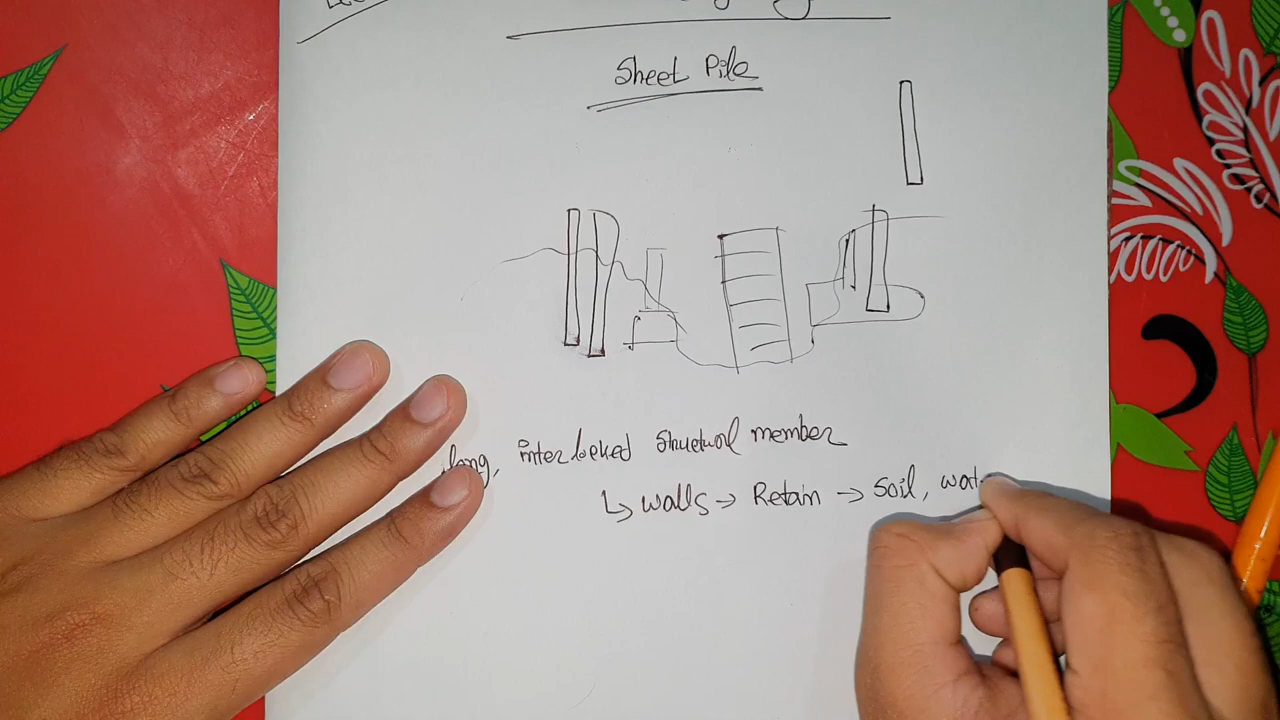 Sheet Pile
long, interlocked Structural member
↳ walls → Retain → Soil, wat